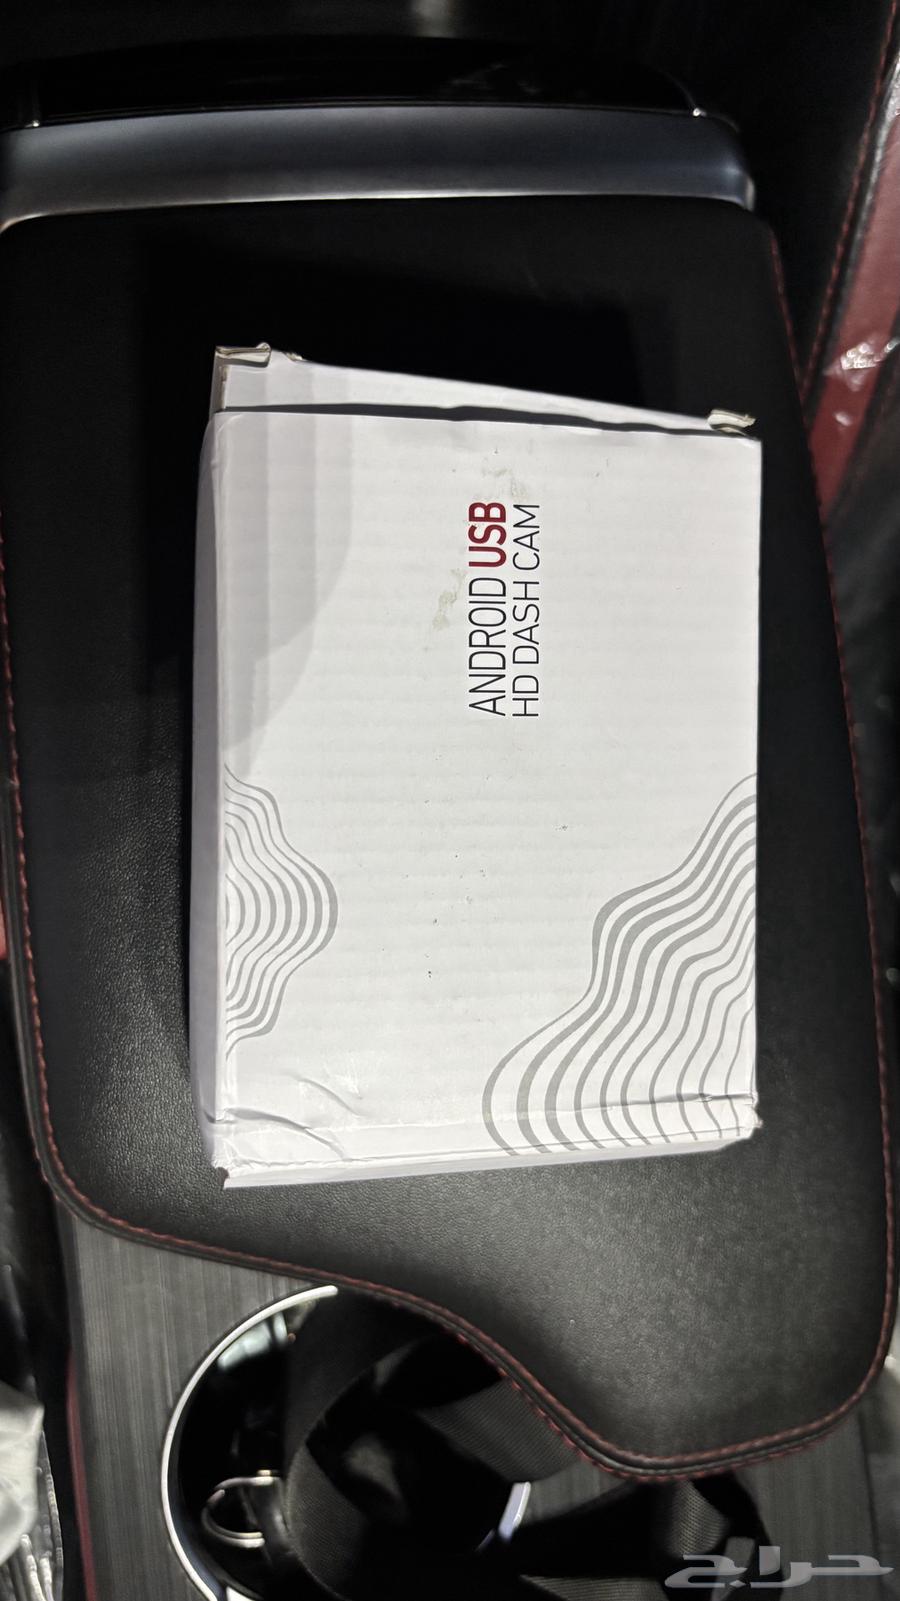 ANDROID USB
HD DASH CAM
حراج